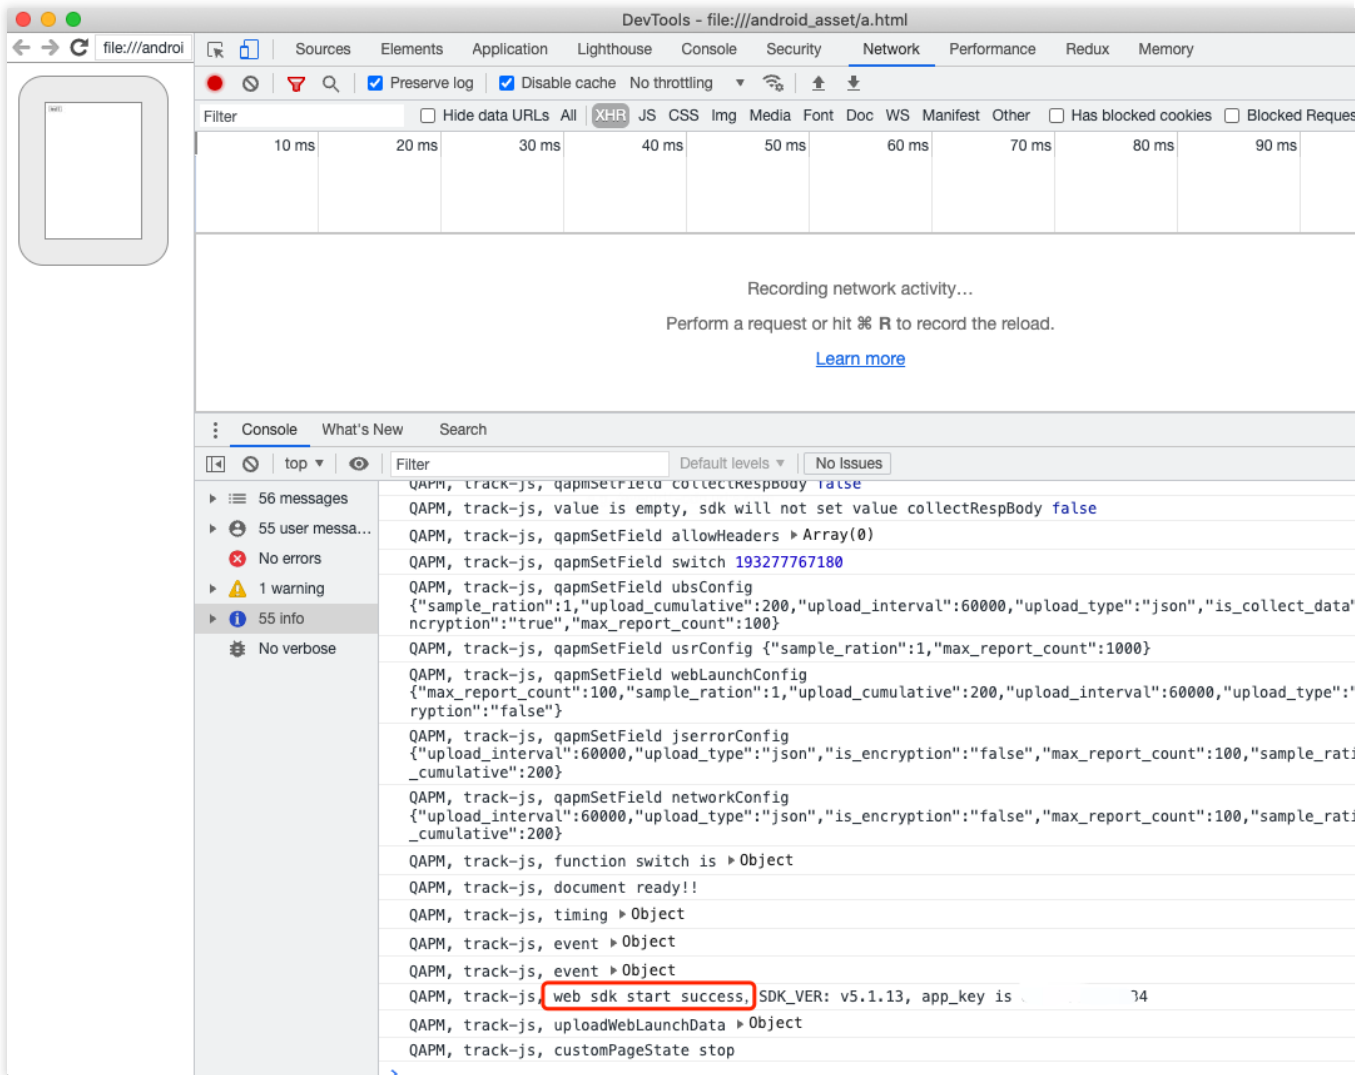 DevTools - file:///android_asset/a.html
file:///androi
Sources Elements Application Lighthouse Console Security Network Performance Redux Memory
Preserve log Disable cache No throttling
Filter Hide data URLs All XHR JS CSS Img Media Font Doc WS Manifest Other Has blocked cookies Blocked Reques
10 ms 20 ms 30 ms 40 ms 50 ms 60 ms 70 ms 80 ms 90 ms
Recording network activity…
Perform a request or hit ⌘ R to record the reload.
Learn more
Console What's New Search
top Filter Default levels No Issues
56 messages
55 user messa…
No errors
1 warning
55 info
No verbose
QAPM, track-js, qapmSetField collectRespBody false
QAPM, track-js, value is empty, sdk will not set value collectRespBody false
QAPM, track-js, qapmSetField allowHeaders Array(0)
QAPM, track-js, qapmSetField switch 193277767180
QAPM, track-js, qapmSetField ubsConfig
{"sample_ration":1,"upload_cumulative":200,"upload_interval":60000,"upload_type":"json","is_collect_data"
ncryption":"true","max_report_count":100}
QAPM, track-js, qapmSetField usrConfig {"sample_ration":1,"max_report_count":1000}
QAPM, track-js, qapmSetField webLaunchConfig
{"max_report_count":100,"sample_ration":1,"upload_cumulative":200,"upload_interval":60000,"upload_type":"
ryption":"false"}
QAPM, track-js, qapmSetField jserrorConfig
{"upload_interval":60000,"upload_type":"json","is_encryption":"false","max_report_count":100,"sample_rati
_cumulative":200}
QAPM, track-js, qapmSetField networkConfig
{"upload_interval":60000,"upload_type":"json","is_encryption":"false","max_report_count":100,"sample_rati
_cumulative":200}
QAPM, track-js, function switch is Object
QAPM, track-js, document ready!!
QAPM, track-js, timing Object
QAPM, track-js, event Object
QAPM, track-js, event Object
QAPM, track-js, web sdk start success, SDK_VER: v5.1.13, app_key is 34
QAPM, track-js, uploadWebLaunchData Object
QAPM, track-js, customPageState stop